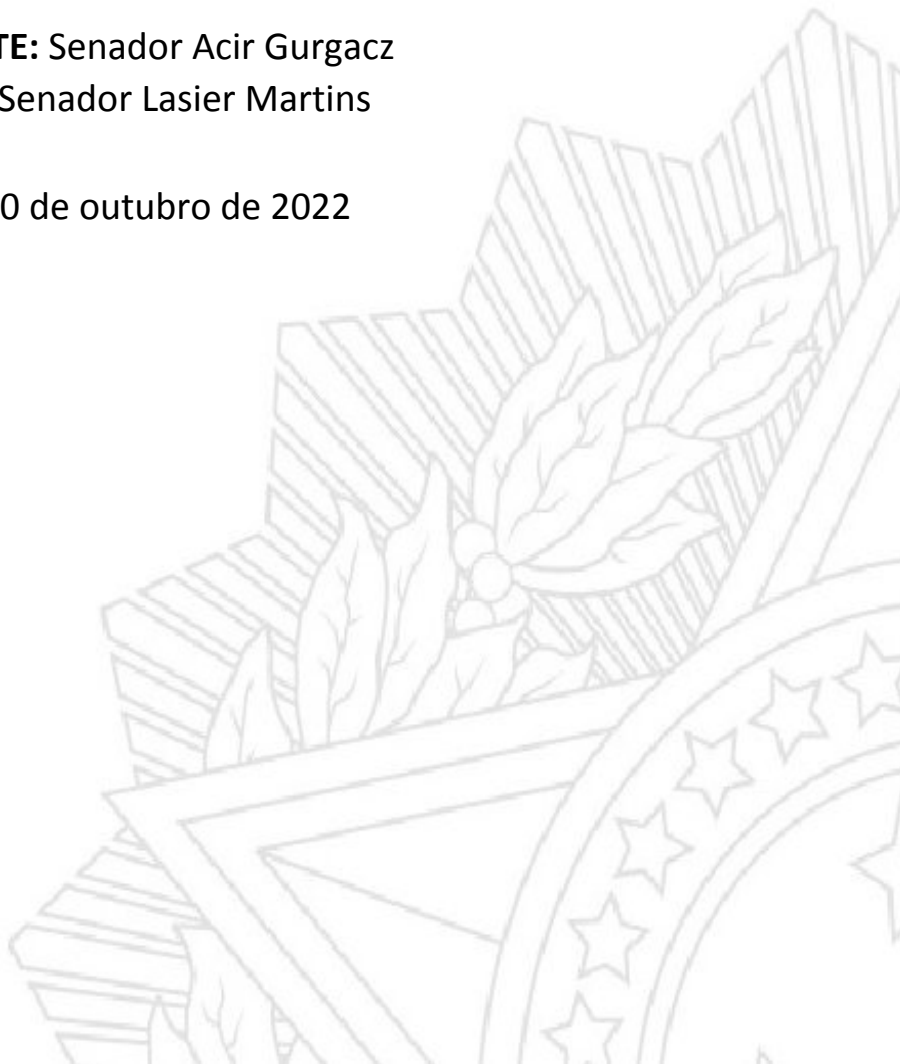 TE: Senador Acir Gurgacz
Senador Lasier Martins
0 de outubro de 2022